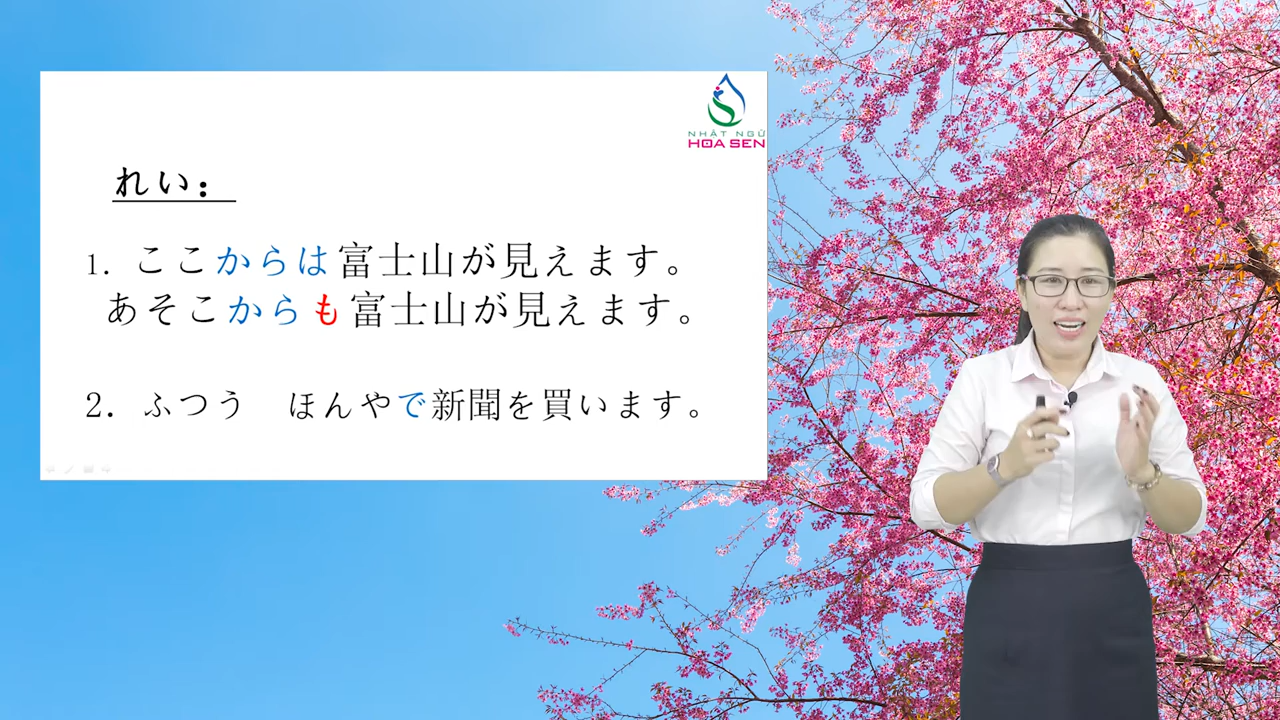 NHẬT NGỮ
HOA SEN
れい：
1. ここからは富士山が見えます。
あそこからも富士山が見えます。
2. ふつう　ほんやで新聞を買います。